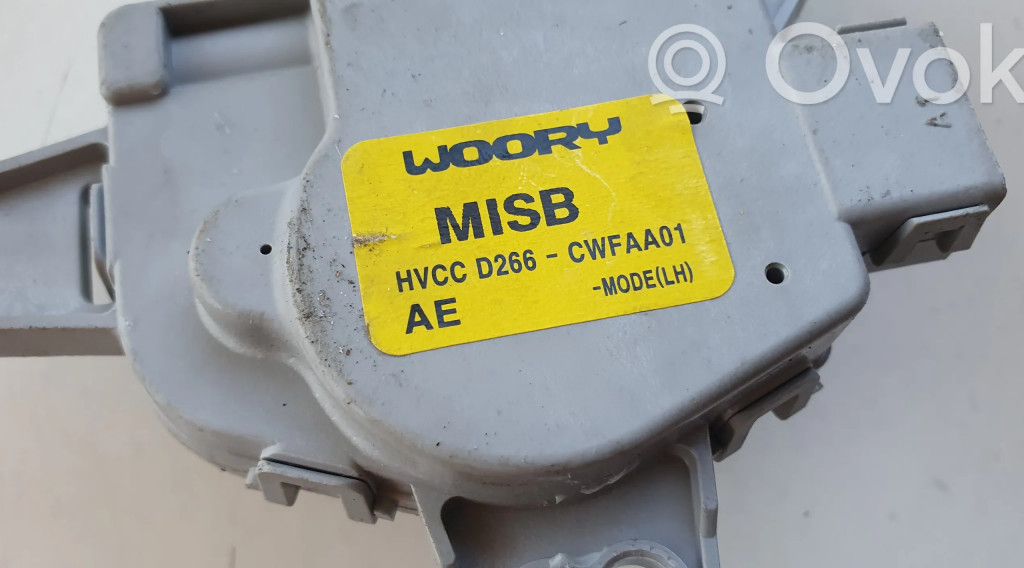 WOORY
MISB
HVCC D266 - CWFAA01
AE -MODE(LH)
Ovok
A